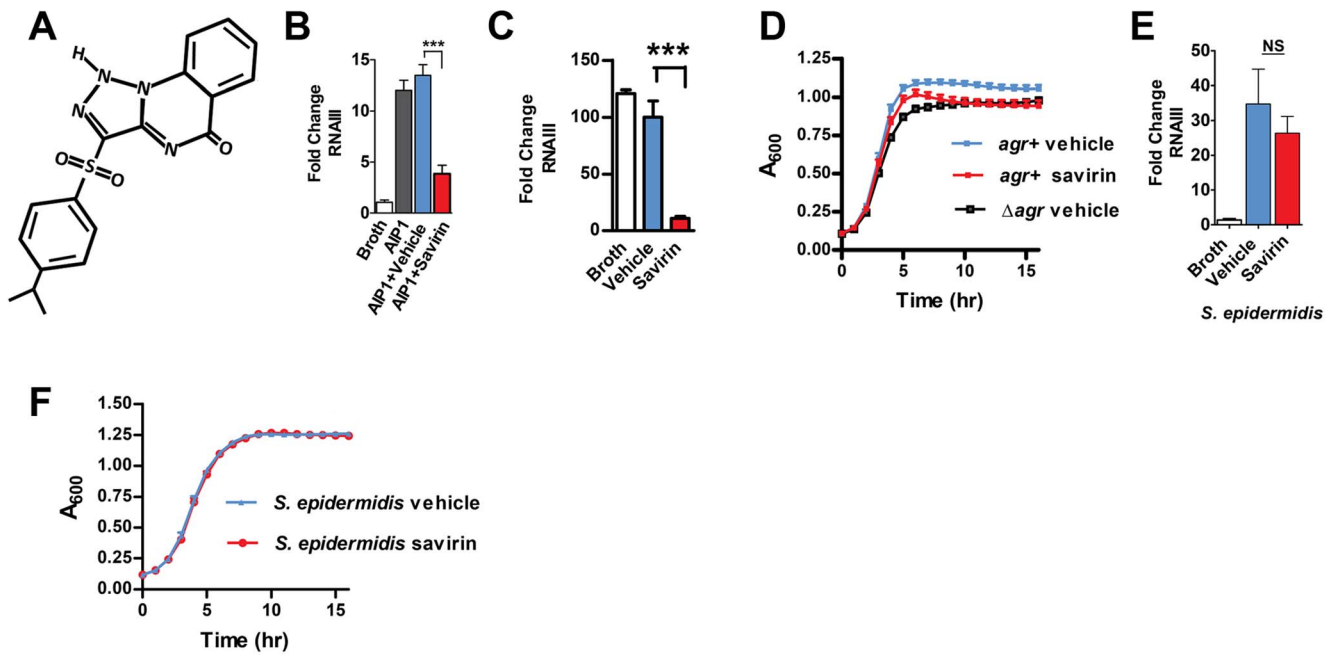 A
H
N
N
N
N
O
O
S
O
B
Fold Change
RNAIII
15
10
5
0
***
Broth
AIP1
AIP1+Vehicle
AIP1+Savirin
C
Fold Change
RNAIII
150
100
50
0
***
Broth
Vehicle
Savirin
D
A600
1.25
1.00
0.75
0.50
0.25
0.00
agr+ vehicle
agr+ savirin
Δagr vehicle
0 5 10 15
Time (hr)
E
Fold Change
RNAIII
50
40
30
20
10
0
NS
Broth
Vehicle
Savirin
S. epidermidis
F
A600
1.50
1.25
1.00
0.75
0.50
0.25
0.00
S. epidermidis vehicle
S. epidermidis savirin
0 5 10 15
Time (hr)